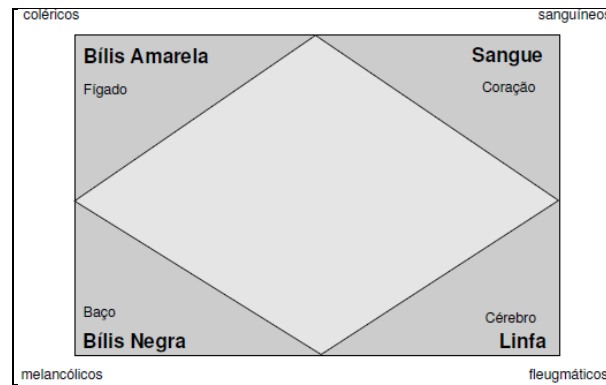 coléricos
sanguíneos
Bílis Amarela
Sangue
Fígado
Coração
Baço
Cérebro
Bílis Negra
Linfa
melancólicos
fleugmáticos